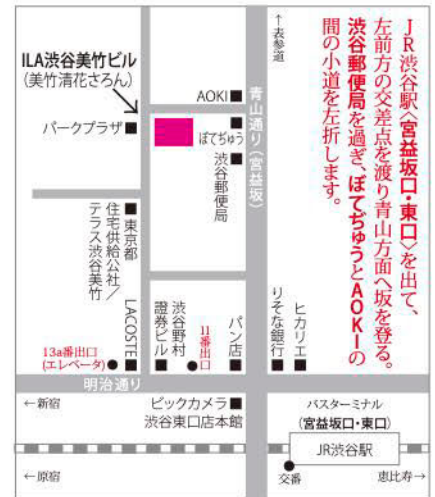 JR渋谷駅〈宮益坂口・東口〉を出て、
左前方の交差点を渡り青山方面へ坂を登る。
渋谷郵便局を過ぎ、ぽてぢゅうとAOKIの
間の小道を左折します。
↑表参道
ILA渋谷美竹ビル
(美竹清花さろん)
AOKI
青山通り(宮益坂)
パークプラザ
ぽてぢゅう
渋谷郵便局
東京都
住宅供給公社/
テラス渋谷美竹
LACOSTE
渋谷野村
證券ビル
11番出口
パン店
りそな銀行
ヒカリエ
13a番出口
(エレベータ)
明治通り
←新宿
ビックカメラ
渋谷東口店本館
バスターミナル
(宮益坂口・東口)
JR渋谷駅
←原宿
交番
恵比寿→